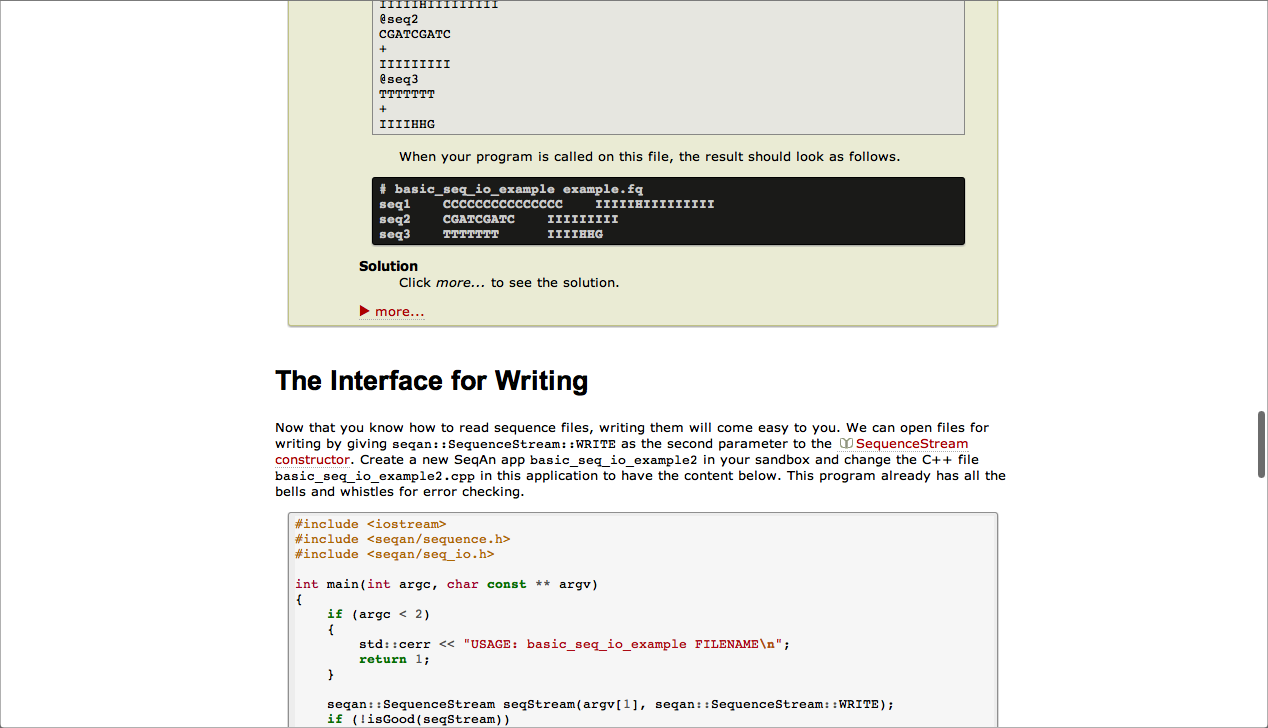 IIIIIHIIIIIIIII
@seq2
CGATCGATC
+
IIIIIIIII
@seq3
TTTTTTT
+
IIIIHHG
When your program is called on this file, the result should look as follows.
# basic_seq_io_example example.fq
seq1    CCCCCCCCCCCCCCC    IIIIIHIIIIIIIII
seq2    CGATCGATC    IIIIIIIII
seq3    TTTTTTT      IIIIHHG
Solution
Click more... to see the solution.
more...
The Interface for Writing
Now that you know how to read sequence files, writing them will come easy to you. We can open files for
writing by giving seqan::SequenceStream::WRITE as the second parameter to the SequenceStream
constructor. Create a new SeqAn app basic_seq_io_example2 in your sandbox and change the C++ file
basic_seq_io_example2.cpp in this application to have the content below. This program already has all the
bells and whistles for error checking.
#include <iostream>
#include <seqan/sequence.h>
#include <seqan/seq_io.h>
int main(int argc, char const ** argv)
{
    if (argc < 2)
    {
        std::cerr << "USAGE: basic_seq_io_example FILENAME\n";
        return 1;
    }
    seqan::SequenceStream seqStream(argv[1], seqan::SequenceStream::WRITE);
    if (!isGood(seqStream))